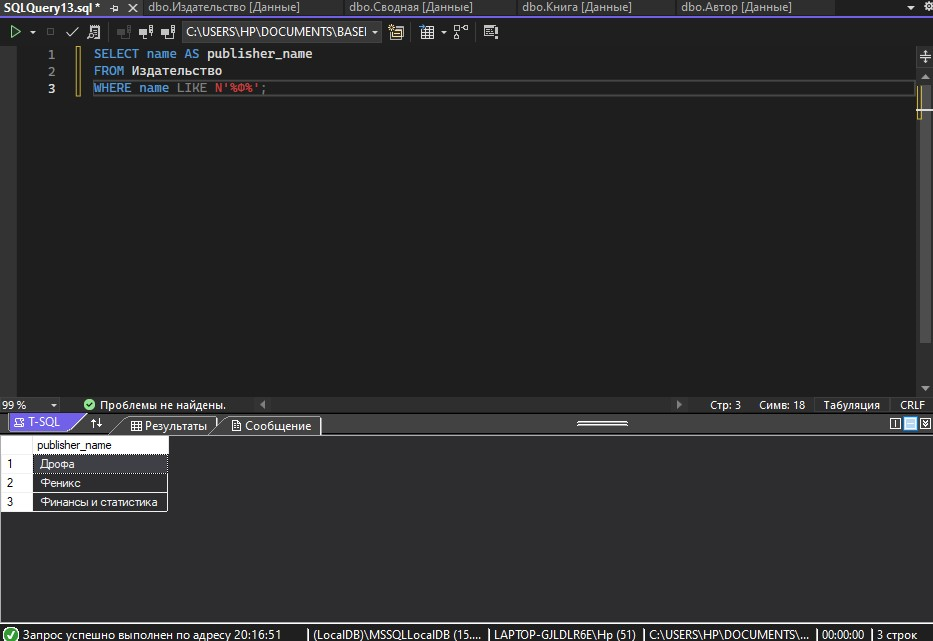 SQLQuery13.sql*
dbo.Издательство [Данные]
dbo.Сводная [Данные]
dbo.Книга [Данные]
dbo.Автор [Данные]
C:\USERS\HP\DOCUMENTS\BASEI
1 SELECT name AS publisher_name
2 FROM Издательство
3 WHERE name LIKE N'%Ф%';
99 %
Проблемы не найдены.
Стр: 3
Симв: 18
Табуляция
CRLF
T-SQL
Результаты
Сообщение
publisher_name
1 Дрофа
2 Феникс
3 Финансы и статистика
Запрос успешно выполнен по адресу 20:16:51
(LocalDB)\MSSQLLocalDB (15....
LAPTOP-GJLDLR6E\Hp (51)
C:\USERS\HP\DOCUMENTS\...
00:00:00
3 строк